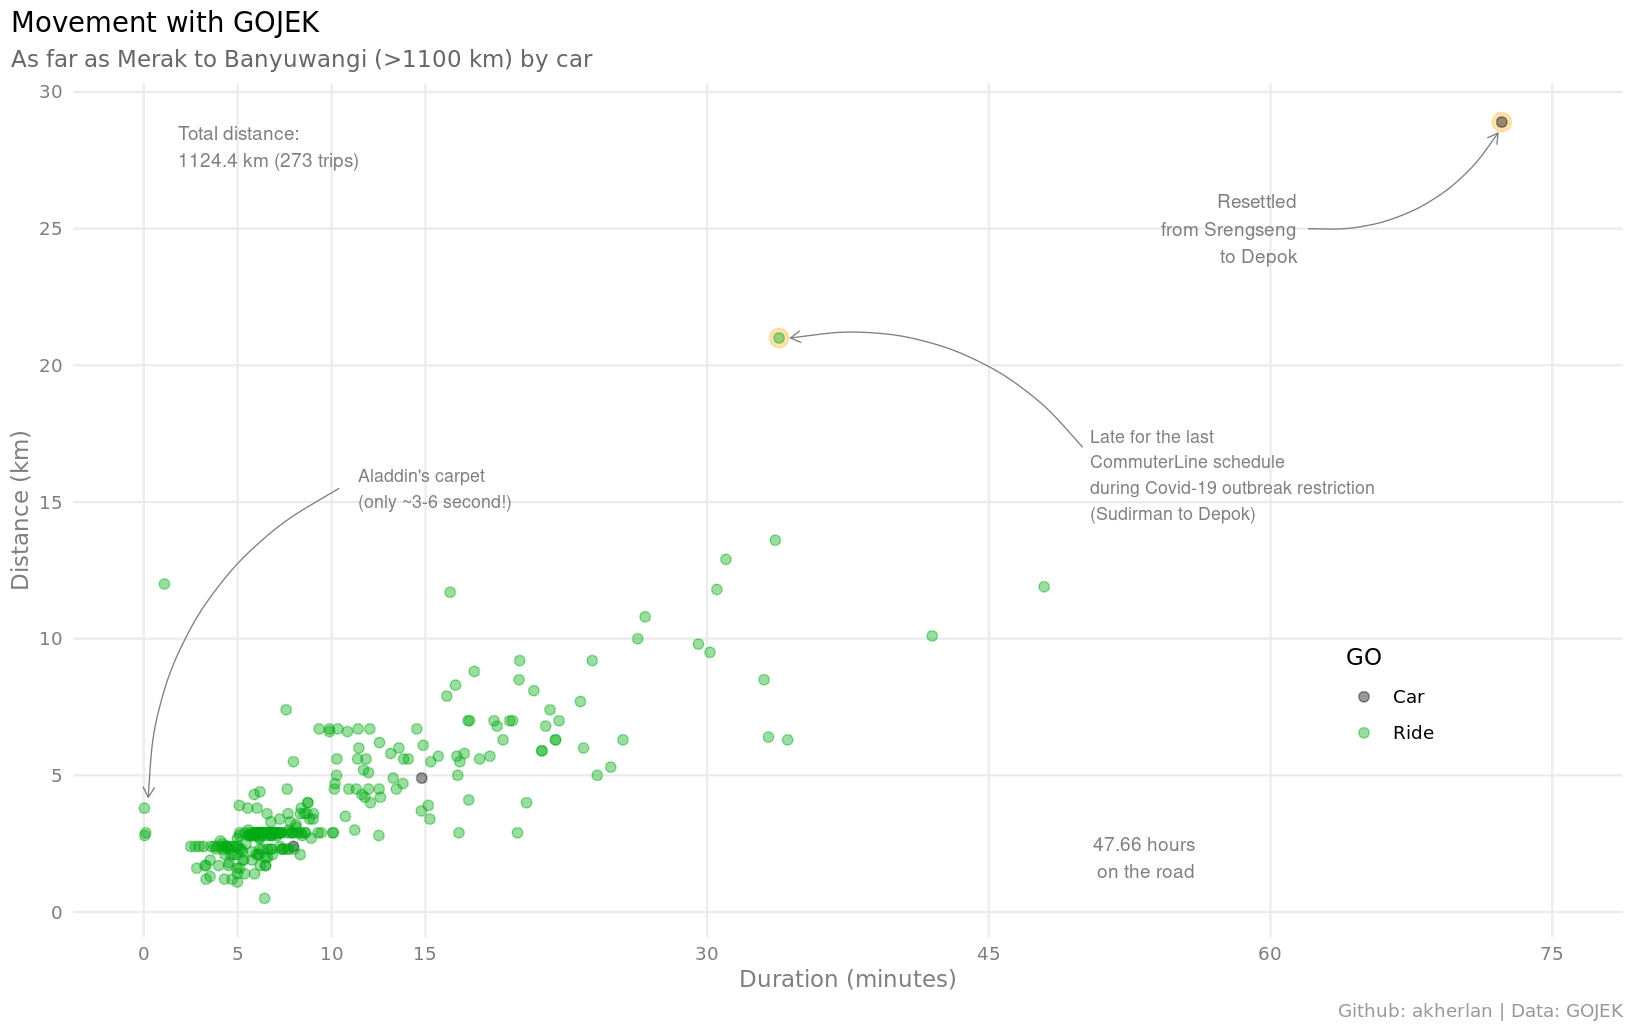 Movement with GOJEK
As far as Merak to Banyuwangi (>1100 km) by car
30
25
20
15
10
5
0
Distance (km)
Total distance:
1124.4 km (273 trips)
Resettled
from Srengseng
to Depok
Late for the last
CommuterLine schedule
during Covid-19 outbreak restriction
(Sudirman to Depok)
Aladdin's carpet
(only ~3-6 second!)
GO
Car
Ride
47.66 hours
on the road
0 5 10 15 30 45 60 75
Duration (minutes)
Github: akherlan | Data: GOJEK